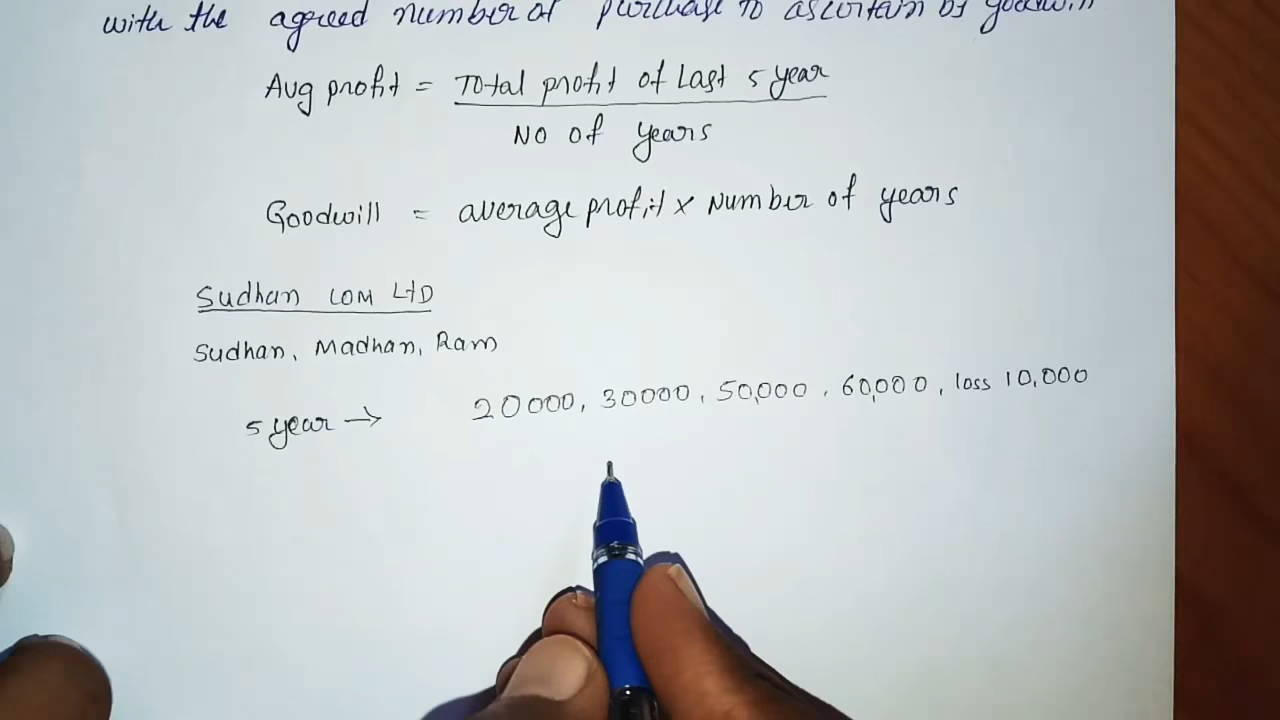 with the agreed number of purchase to ascertain of goodwill
Avg profit = Total profit of Last 5 year
No of years
Goodwill = average profit x Number of years
Sudhan COM LtD
Sudhan, Madhan, Ram
5 year → 20000, 30000, 50,000, 60,000, loss 10,000